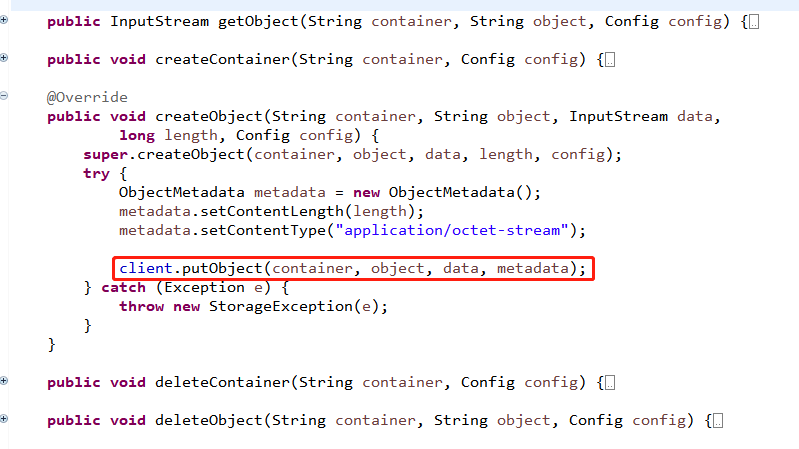 public InputStream getObject(String container, String object, Config config) {
public void createContainer(String container, Config config) {
@Override
public void createObject(String container, String object, InputStream data,
long length, Config config) {
super.createObject(container, object, data, length, config);
try {
ObjectMetadata metadata = new ObjectMetadata();
metadata.setContentLength(length);
metadata.setContentType("application/octet-stream");
client.putObject(container, object, data, metadata);
} catch (Exception e) {
throw new StorageException(e);
}
}
public void deleteContainer(String container, Config config) {
public void deleteObject(String container, String object, Config config) {